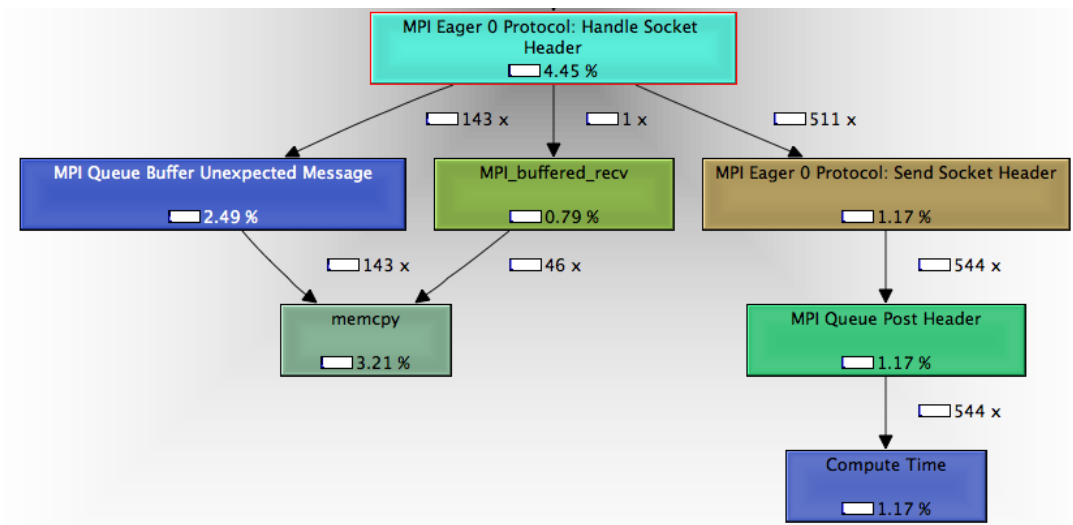 MPI Eager 0 Protocol: Handle Socket
Header
4.45 %
143 x
1 x
511 x
MPI Queue Buffer Unexpected Message
2.49 %
MPI_buffered_recv
0.79 %
MPI Eager 0 Protocol: Send Socket Header
1.17 %
143 x
46 x
544 x
memcpy
3.21 %
MPI Queue Post Header
1.17 %
544 x
Compute Time
1.17 %